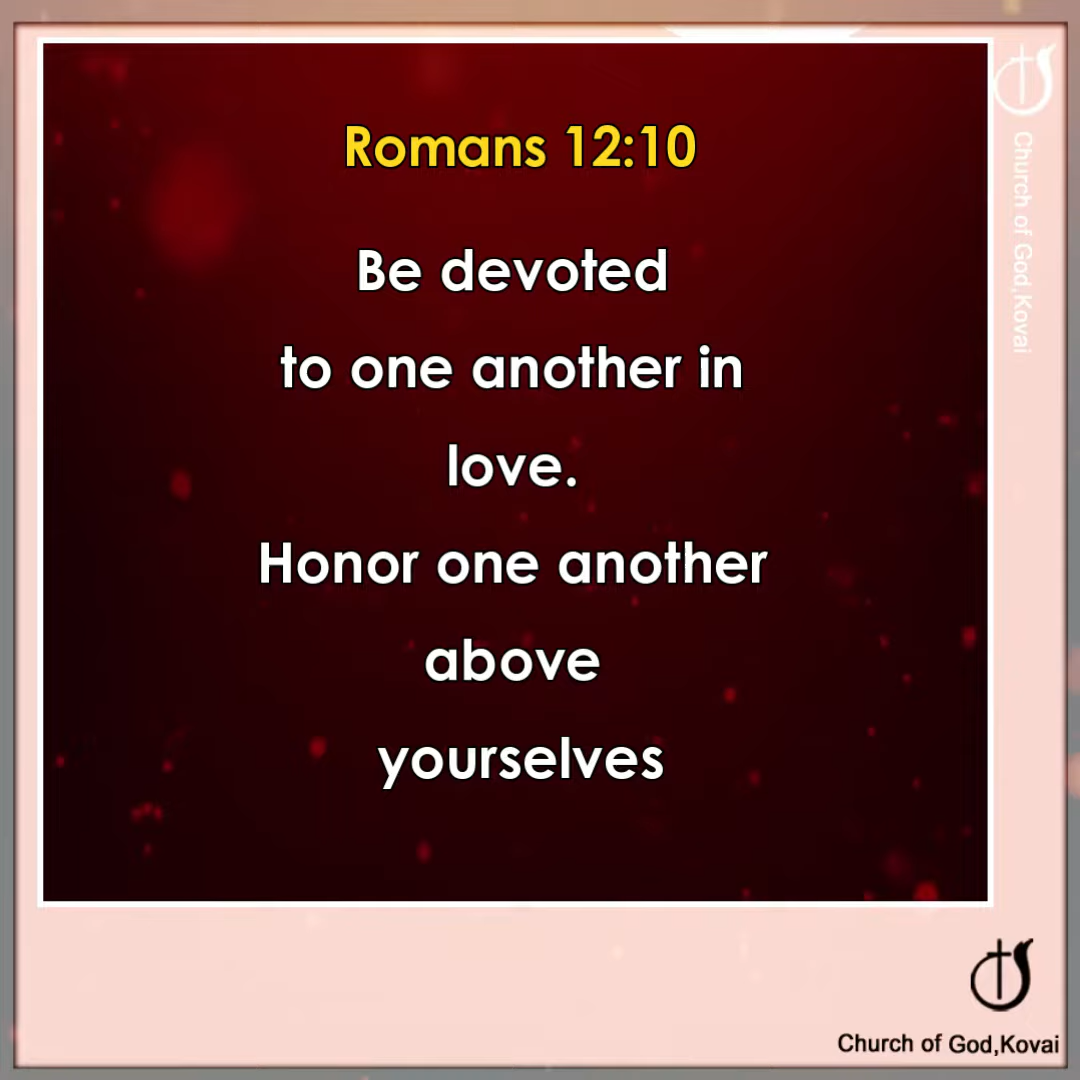 Romans 12:10
Be devoted
to one another in
love.
Honor one another
above
yourselves
Church of God,Kovai
Church of God,Kovai